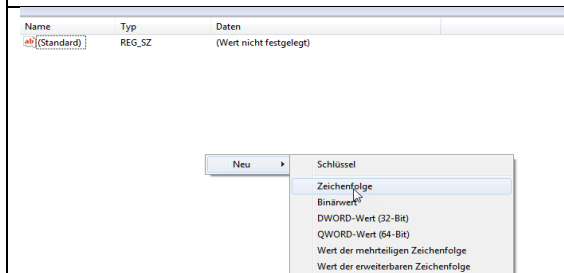 Name Typ Daten
ab (Standard) REG_SZ (Wert nicht festgelegt)
Neu Schlüssel
Zeichenfolge
Binärwert
DWORD-Wert (32-Bit)
QWORD-Wert (64-Bit)
Wert der mehrteiligen Zeichenfolge
Wert der erweiterbaren Zeichenfolge